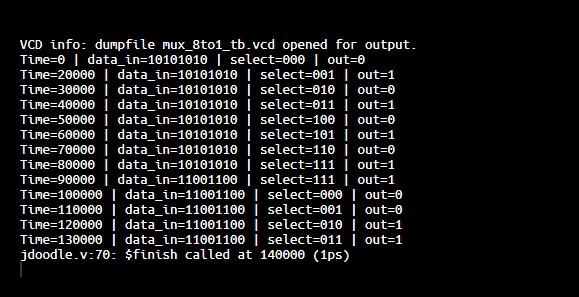 VCD info: dumpfile mux_8to1_tb.vcd opened for output.
Time=0 | data_in=10101010 | select=000 | out=0
Time=20000 | data_in=10101010 | select=001 | out=1
Time=30000 | data_in=10101010 | select=010 | out=0
Time=40000 | data_in=10101010 | select=011 | out=1
Time=50000 | data_in=10101010 | select=100 | out=0
Time=60000 | data_in=10101010 | select=101 | out=1
Time=70000 | data_in=10101010 | select=110 | out=0
Time=80000 | data_in=10101010 | select=111 | out=1
Time=90000 | data_in=11001100 | select=111 | out=1
Time=100000 | data_in=11001100 | select=000 | out=0
Time=110000 | data_in=11001100 | select=001 | out=0
Time=120000 | data_in=11001100 | select=010 | out=1
Time=130000 | data_in=11001100 | select=011 | out=1
jdoodle.v:70: $finish called at 140000 (1ps)